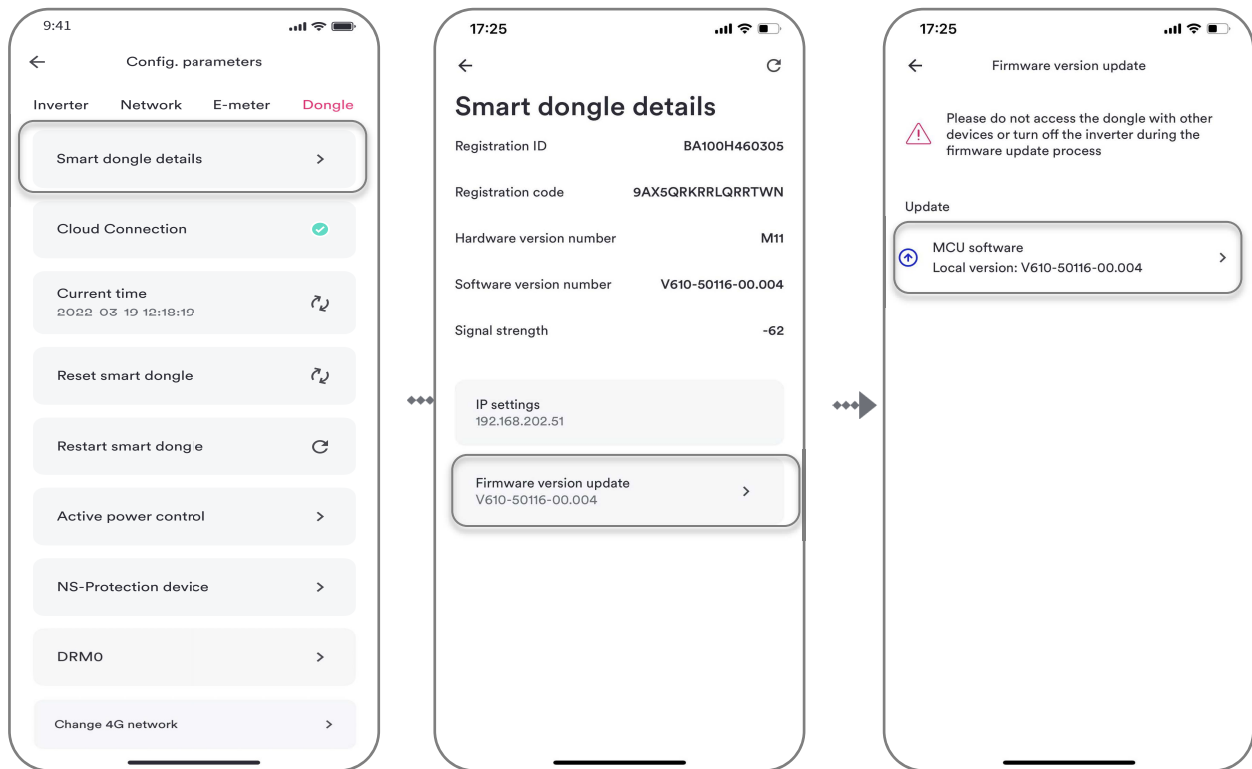 9:41
Config. parameters
Inverter Network E-meter Dongle
Smart dongle details
Cloud Connection
Current time
2022-03-19 12:18:19
Reset smart dongle
Restart smart dongle
Active power control
NS-Protection device
DRM0
Change 4G network
17:25
Smart dongle details
Registration ID BA100H460305
Registration code 9AX5QRKRRLQRRTWN
Hardware version number M11
Software version number V610-50116-00.004
Signal strength -62
IP settings
192.168.202.51
Firmware version update
V610-50116-00.004
17:25
Firmware version update
Please do not access the dongle with other
devices or turn off the inverter during the
firmware update process
Update
MCU software
Local version: V610-50116-00.004